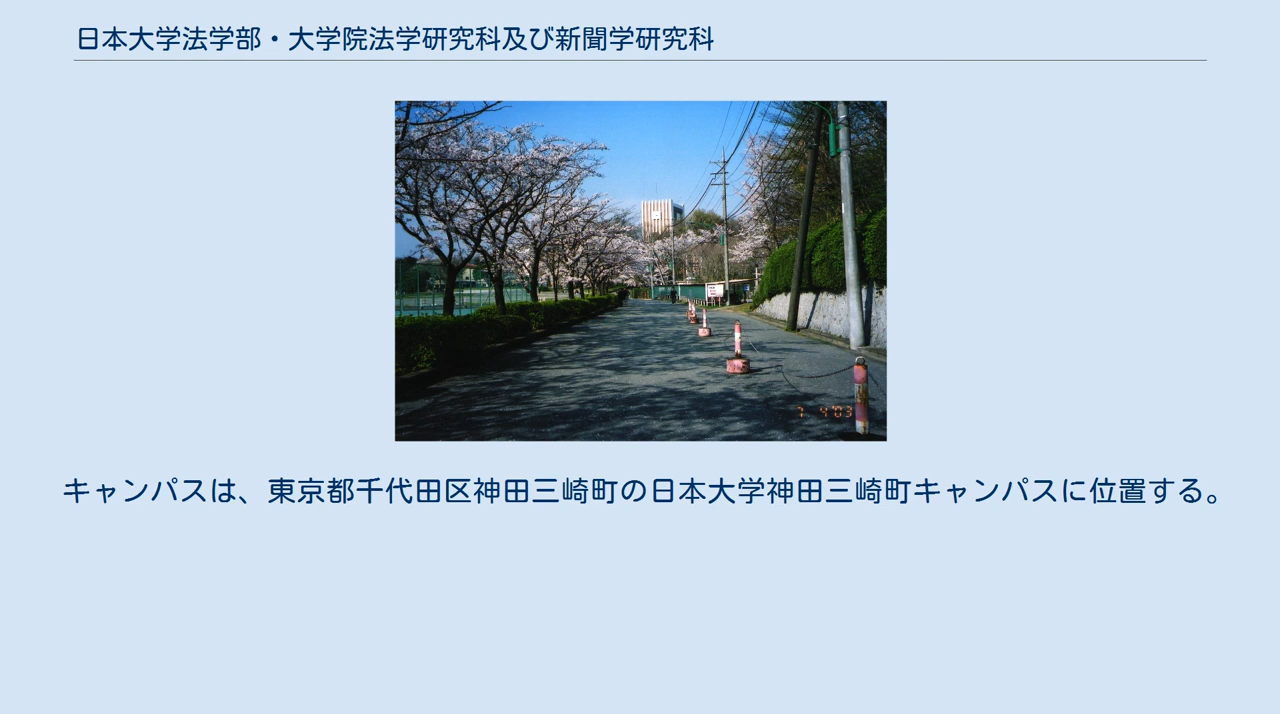 日本大学法学部・大学院法学研究科及び新聞学研究科
7 4'03
キャンパスは、東京都千代田区神田三崎町の日本大学神田三崎町キャンパスに位置する。